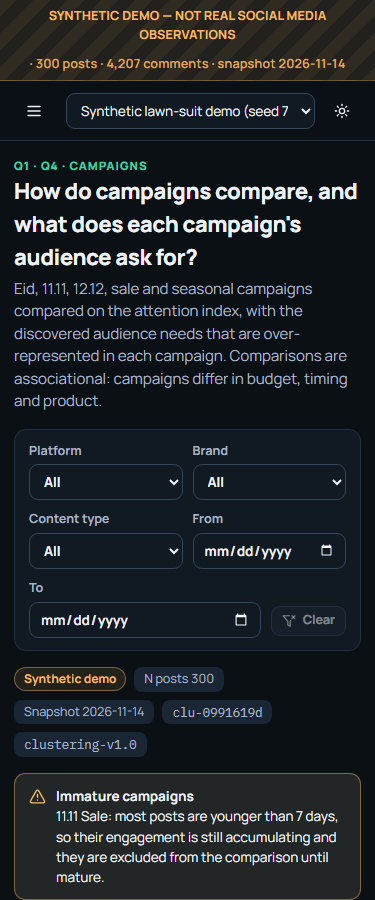 SYNTHETIC DEMO — NOT REAL SOCIAL MEDIA
OBSERVATIONS
· 300 posts · 4,207 comments · snapshot 2026-11-14
Synthetic lawn-suit demo (seed 7
Q1 · Q4 · CAMPAIGNS
How do campaigns compare, and
what does each campaign's
audience ask for?
Eid, 11.11, 12.12, sale and seasonal campaigns
compared on the attention index, with the
discovered audience needs that are over-
represented in each campaign. Comparisons are
associational: campaigns differ in budget, timing
and product.
Platform
Brand
All
All
Content type
From
All
mm/dd/yyyy
To
mm/dd/yyyy
Clear
Synthetic demo
N posts 300
Snapshot 2026-11-14
clu-0991619d
clustering-v1.0
Immature campaigns
11.11 Sale: most posts are younger than 7 days,
so their engagement is still accumulating and
they are excluded from the comparison until
mature.